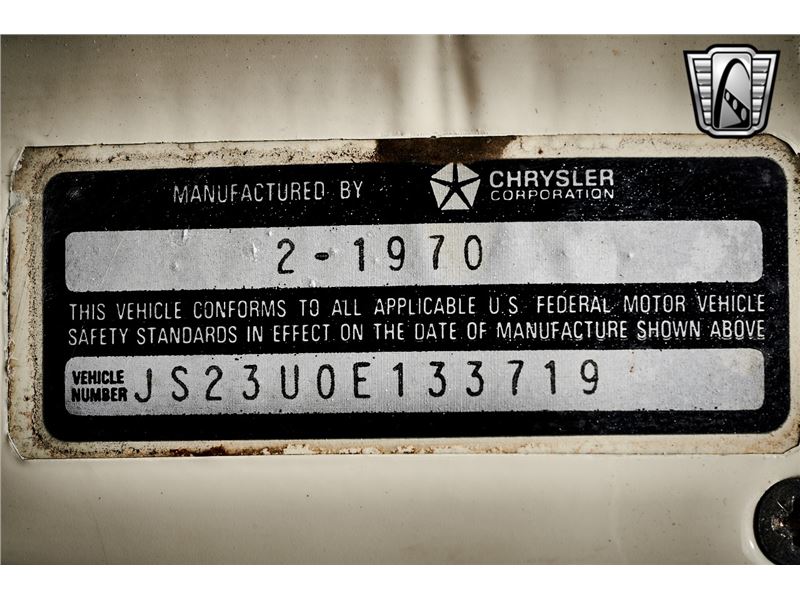 MANUFACTURED BY CHRYSLER CORPORATION
2-1970
THIS VEHICLE CONFORMS TO ALL APPLICABLE U.S. FEDERAL MOTOR VEHICLE
SAFETY STANDARDS IN EFFECT ON THE DATE OF MANUFACTURE SHOWN ABOVE
VEHICLE NUMBER JS23U0E133719